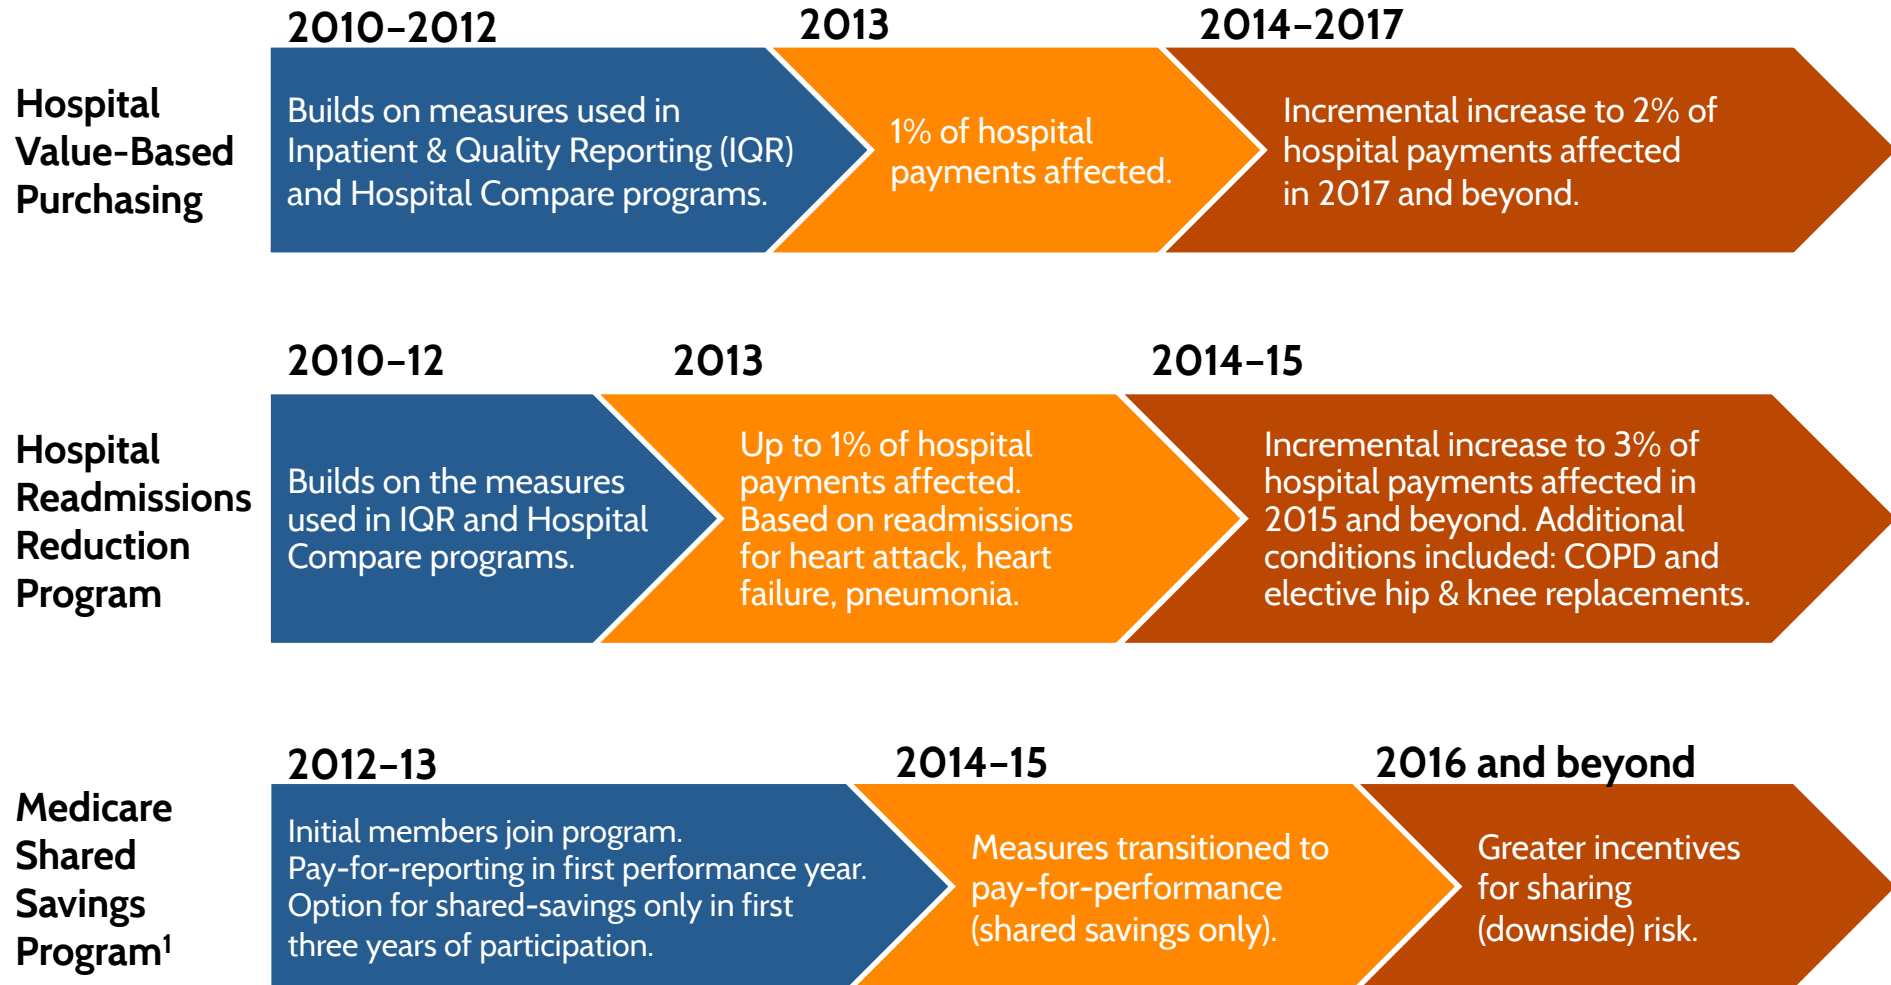 2010–2012
2013
2014–2017
Hospital
Value-Based
Purchasing
Builds on measures used in
Inpatient & Quality Reporting (IQR)
and Hospital Compare programs.
1% of hospital
payments affected.
Incremental increase to 2% of
hospital payments affected
in 2017 and beyond.
2010–12
2013
2014–15
Hospital
Readmissions
Reduction
Program
Builds on the measures
used in IQR and Hospital
Compare programs.
Up to 1% of hospital
payments affected.
Based on readmissions
for heart attack, heart
failure, pneumonia.
Incremental increase to 3% of
hospital payments affected in
2015 and beyond. Additional
conditions included: COPD and
elective hip & knee replacements.
2012–13
2014–15
2016 and beyond
Medicare
Shared
Savings
Program¹
Initial members join program.
Pay-for-reporting in first performance year.
Option for shared-savings only in first
three years of participation.
Measures transitioned to
pay-for-performance
(shared savings only).
Greater incentives
for sharing
(downside) risk.